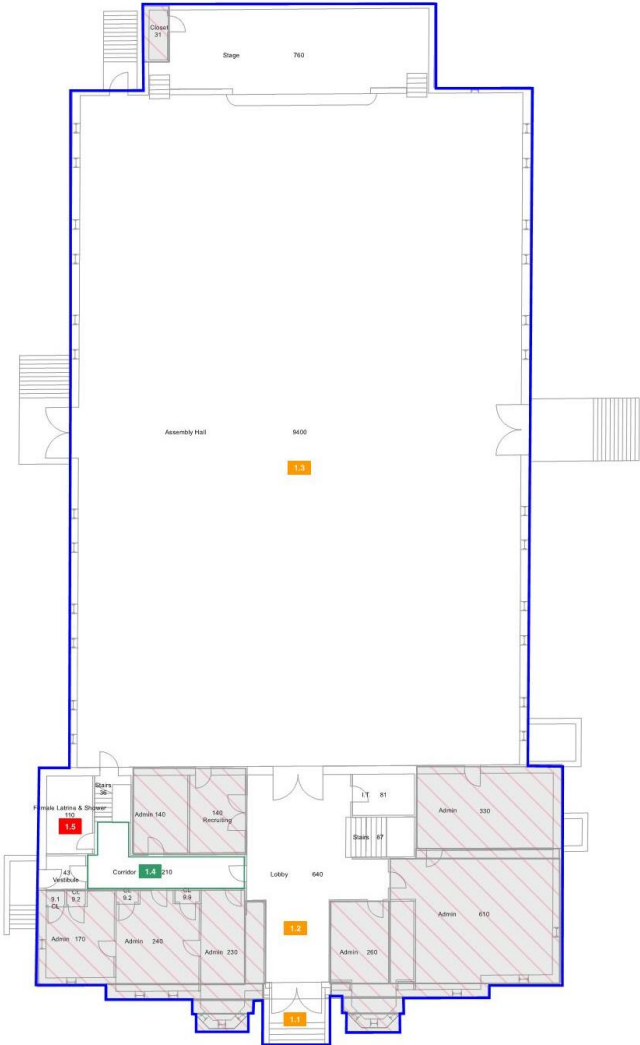 Closet
31
Stage 760
Assembly Hall 9400
1.3
Stairs
36
Female Latrine & Shower
110
1.5
Admin 140
140
Recruiting
I.T 81
Admin 330
Stairs 67
43
Vestibule
Corridor 1.4 210
Lobby 640
9.1
CL
CL
9.2
CL
9.2
CL
9.9
Admin 170
Admin 240
Admin 230
1.2
Admin 260
Admin 610
1.1